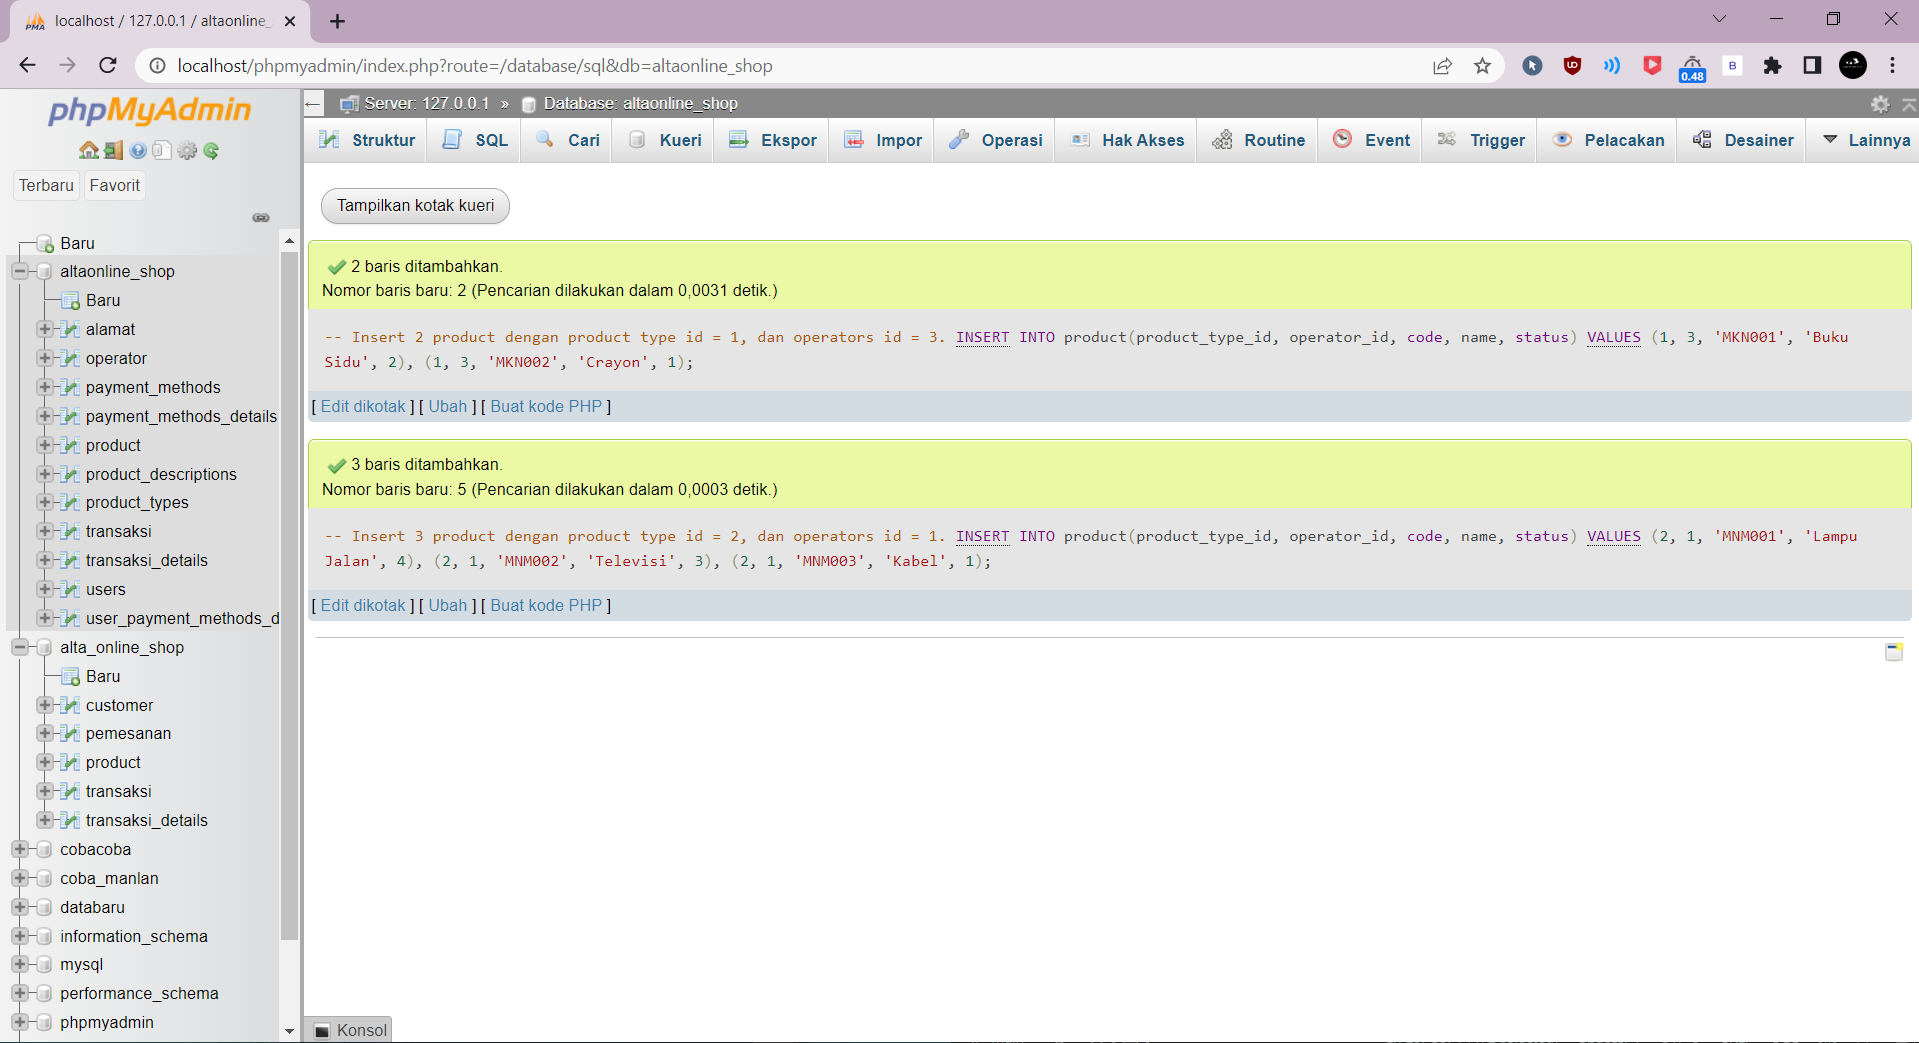 localhost / 127.0.0.1 / altaonline_
localhost/phpmyadmin/index.php?route=/database/sql&db=altaonline_shop
0.48
B
phpMyAdmin
Server: 127.0.0.1 » Database: altaonline_shop
Struktur SQL Cari Kueri Ekspor Impor Operasi Hak Akses Routine Event Trigger Pelacakan Desainer Lainnya
Terbaru Favorit
Baru
altaonline_shop
Baru
alamat
operator
payment_methods
payment_methods_details
product
product_descriptions
product_types
transaksi
transaksi_details
users
user_payment_methods_d
alta_online_shop
Baru
customer
pemesanan
product
transaksi
transaksi_details
cobacoba
coba_manlan
databaru
information_schema
mysql
performance_schema
phpmyadmin
Tampilkan kotak kueri
2 baris ditambahkan.
Nomor baris baru: 2 (Pencarian dilakukan dalam 0,0031 detik.)
-- Insert 2 product dengan product type id = 1, dan operators id = 3. INSERT INTO product(product_type_id, operator_id, code, name, status) VALUES (1, 3, 'MKN001', 'Buku
Sidu', 2), (1, 3, 'MKN002', 'Crayon', 1);
[ Edit dikotak ] [ Ubah ] [ Buat kode PHP ]
3 baris ditambahkan.
Nomor baris baru: 5 (Pencarian dilakukan dalam 0,0003 detik.)
-- Insert 3 product dengan product type id = 2, dan operators id = 1. INSERT INTO product(product_type_id, operator_id, code, name, status) VALUES (2, 1, 'MNM001', 'Lampu
Jalan', 4), (2, 1, 'MNM002', 'Televisi', 3), (2, 1, 'MNM003', 'Kabel', 1);
[ Edit dikotak ] [ Ubah ] [ Buat kode PHP ]
Konsol